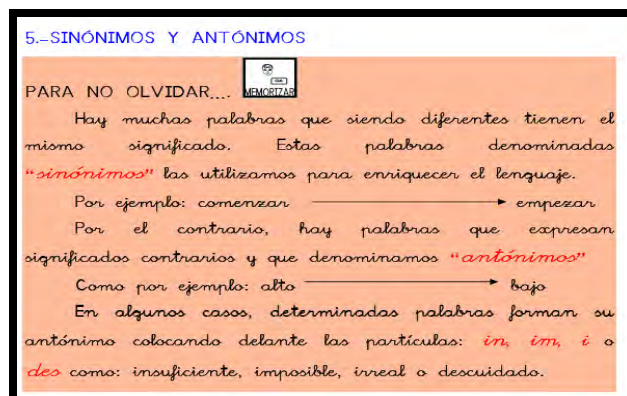 5.-SINÓNIMOS Y ANTÓNIMOS
PARA NO OLVIDAR.... MEMORIZAR
Hay muchas palabras que siendo diferentes tienen el
mismo significado. Estas palabras denominadas
“sinónimos” las utilizamos para enriquecer el lenguaje.
Por ejemplo: comenzar empezar
Por el contrario, hay palabras que expresan
significados contrarios y que denominamos “antónimos”
Como por ejemplo: alto bajo
En algunos casos, determinadas palabras forman su
antónimo colocando delante las partículas: in, im, i o
des como: insuficiente, imposible, irreal o descuidado.